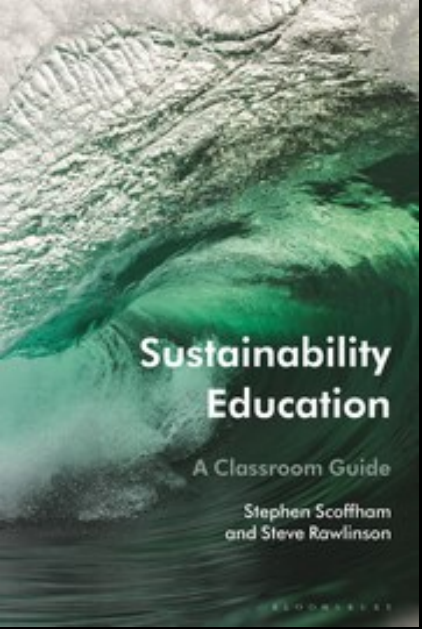 Sustainability
Education
A Classroom Guide
Stephen Scoffham
and Steve Rawlinson
BLOOMSBURY